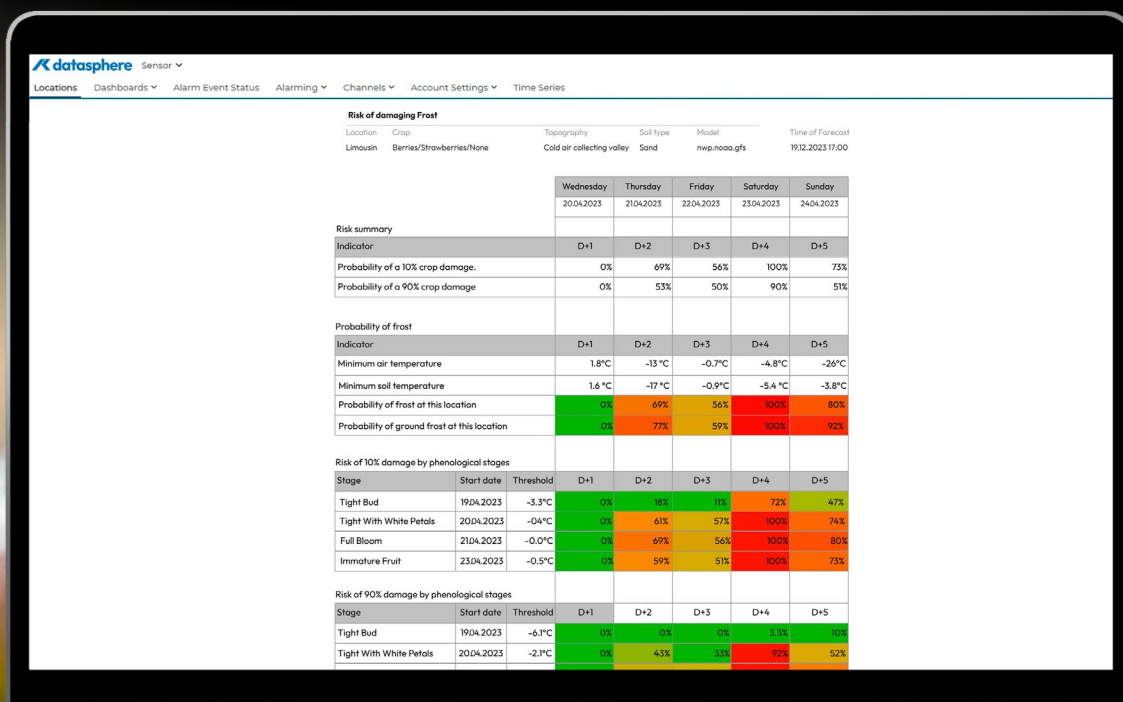 datasphere Sensor
Locations Dashboards Alarm Event Status Alarming Channels Account Settings Time Series
Risk of damaging Frost
Location Crop Topography Soil type Model Time of Forecast
Limousin Berries/Strawberries/None Cold air collecting valley Sand nwp.noaa.gfs 19.12.2023 17:00
Wednesday Thursday Friday Saturday Sunday
20.04.2023 21.04.2023 22.04.2023 23.04.2023 24.04.2023
Risk summary
Indicator D+1 D+2 D+3 D+4 D+5
Probability of a 10% crop damage. 0% 69% 56% 100% 73%
Probability of a 90% crop damage 0% 53% 50% 90% 51%
Probability of frost
Indicator D+1 D+2 D+3 D+4 D+5
Minimum air temperature 1.8°C -13 °C -0.7°C -4.8°C -26°C
Minimum soil temperature 1.6 °C -17 °C -0.9°C -5.4 °C -3.8°C
Probability of frost at this location 0% 69% 56% 100% 80%
Probability of ground frost at this location 0% 77% 59% 100% 92%
Risk of 10% damage by phenological stages
Stage Start date Threshold D+1 D+2 D+3 D+4 D+5
Tight Bud 19.04.2023 -3.3°C 0% 18% 11% 72% 47%
Tight With White Petals 20.04.2023 -04°C 0% 61% 57% 100% 74%
Full Bloom 21.04.2023 -0.0°C 0% 69% 56% 100% 80%
Immature Fruit 23.04.2023 -0.5°C 0% 59% 51% 100% 73%
Risk of 90% damage by phenological stages
Stage Start date Threshold D+1 D+2 D+3 D+4 D+5
Tight Bud 19.04.2023 -6.1°C 0% 0% 0% 3.3% 10%
Tight With White Petals 20.04.2023 -2.1°C 0% 43% 33% 92% 52%